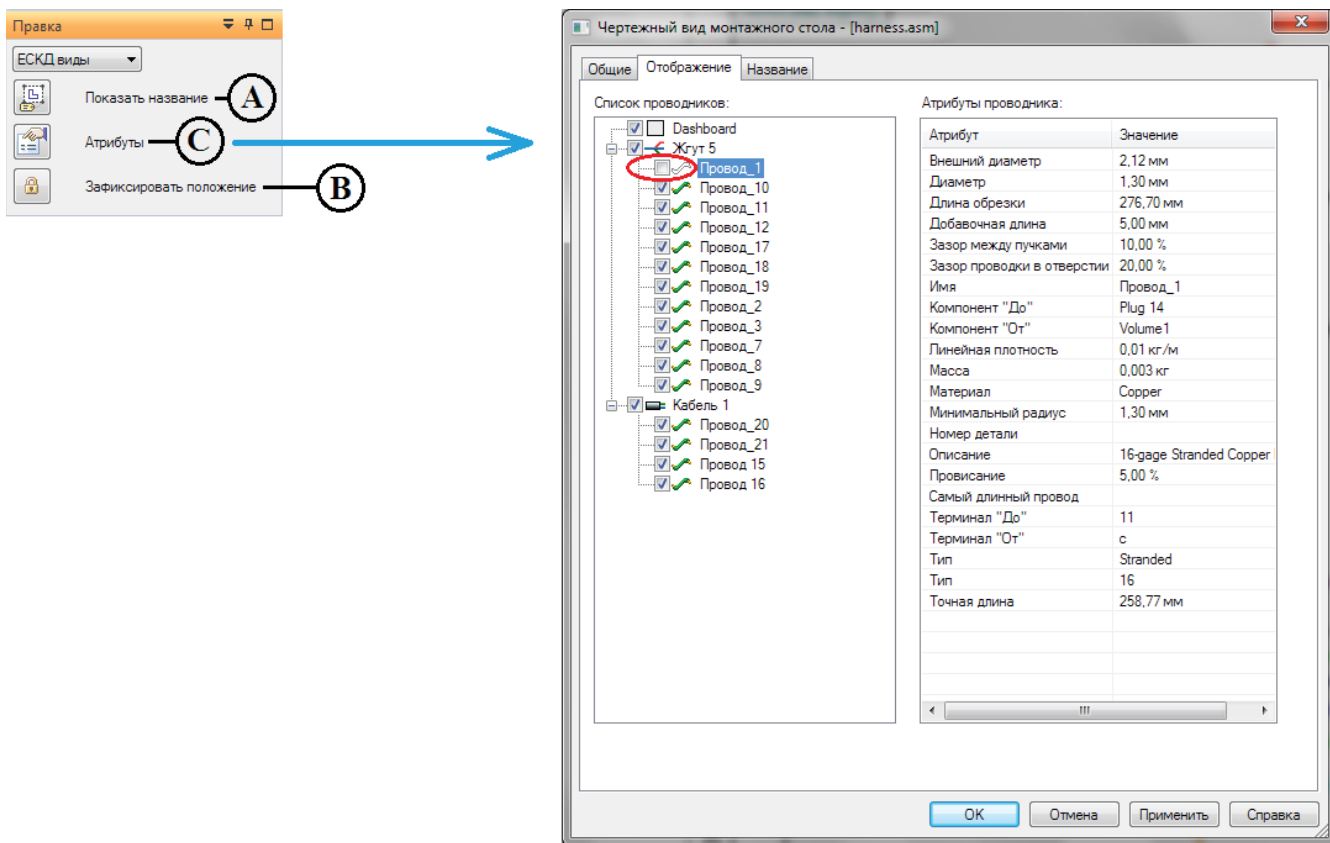 Правка
ЕСКД виды
Показать название
A
Атрибуты
C
Зафиксировать положение
B
Чертежный вид монтажного стола - [harness.asm]
Общие Отображение Название
Список проводников:
Dashboard
Жгут 5
Провод_1
Провод_10
Провод_11
Провод_12
Провод_17
Провод_18
Провод_19
Провод_2
Провод_3
Провод_7
Провод_8
Провод_9
Кабель 1
Провод_20
Провод_21
Провод 15
Провод 16
Атрибуты проводника:
Атрибут Значение
Внешний диаметр 2,12 мм
Диаметр 1,30 мм
Длина обрезки 276,70 мм
Добавочная длина 5,00 мм
Зазор между пучками 10,00 %
Зазор проводки в отверстии 20,00 %
Имя Провод_1
Компонент "До" Plug 14
Компонент "От" Volume1
Линейная плотность 0,01 кг/м
Масса 0,003 кг
Материал Copper
Минимальный радиус 1,30 мм
Номер детали
Описание 16-gage Stranded Copper
Провисание 5,00 %
Самый длинный провод
Терминал "До" 11
Терминал "От" c
Тип Stranded
Тип 16
Точная длина 258,77 мм
OK Отмена Применить Справка